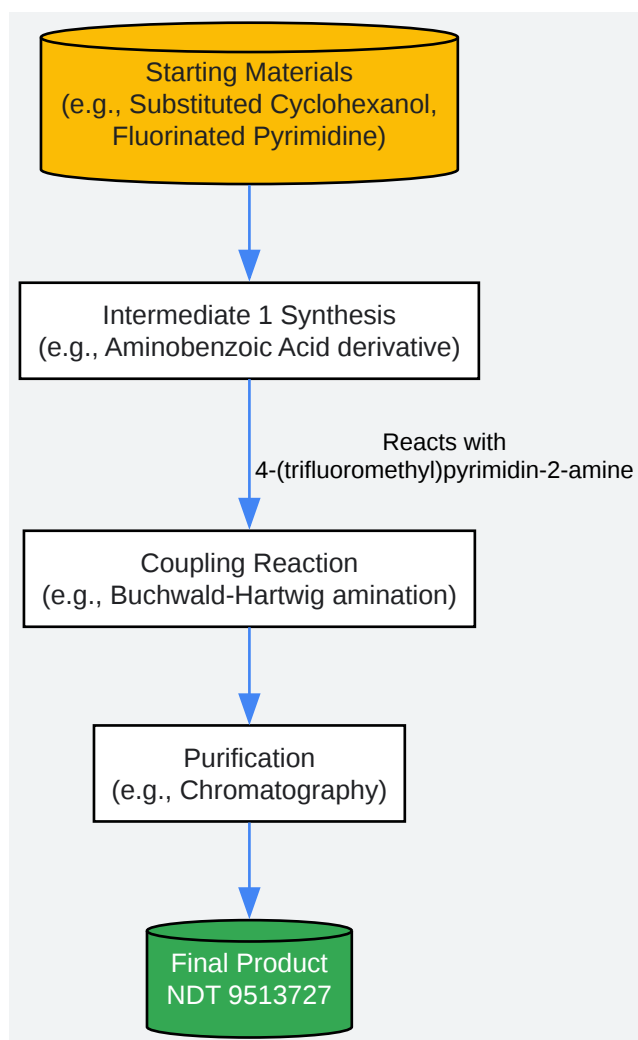 Starting Materials
(e.g., Substituted Cyclohexanol,
Fluorinated Pyrimidine)
Intermediate 1 Synthesis
(e.g., Aminobenzoic Acid derivative)
Reacts with
4-(trifluoromethyl)pyrimidin-2-amine
Coupling Reaction
(e.g., Buchwald-Hartwig amination)
Purification
(e.g., Chromatography)
Final Product
NDT 9513727